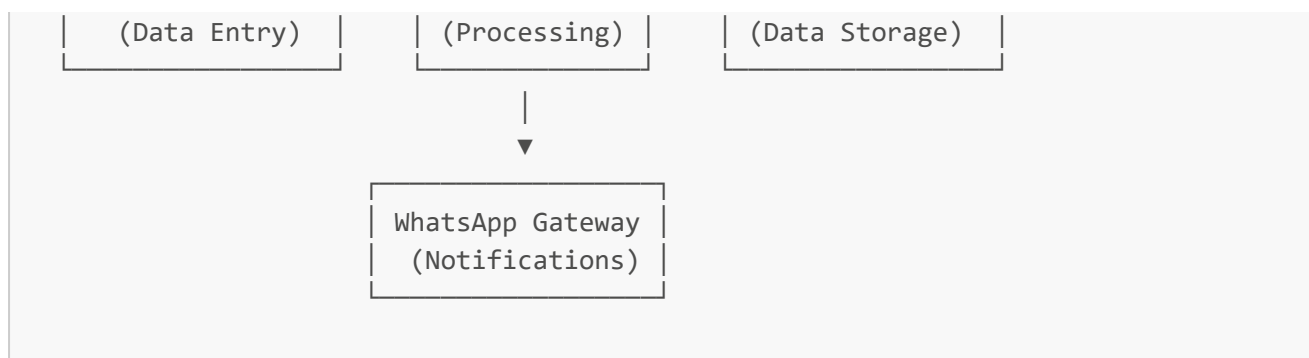 (Data Entry) (Processing) (Data Storage)
WhatsApp Gateway
(Notifications)